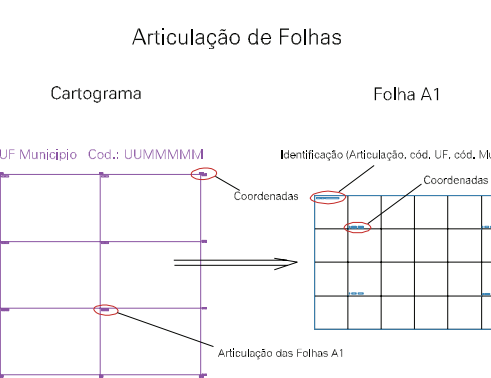 Articulação de Folhas
Cartograma
Folha A1
UF Município Cod.: UUMMMMM
Identificação (Articulação, cód. UF, cód. Mu
Coordenadas
Coordenadas
Articulação das Folhas A1